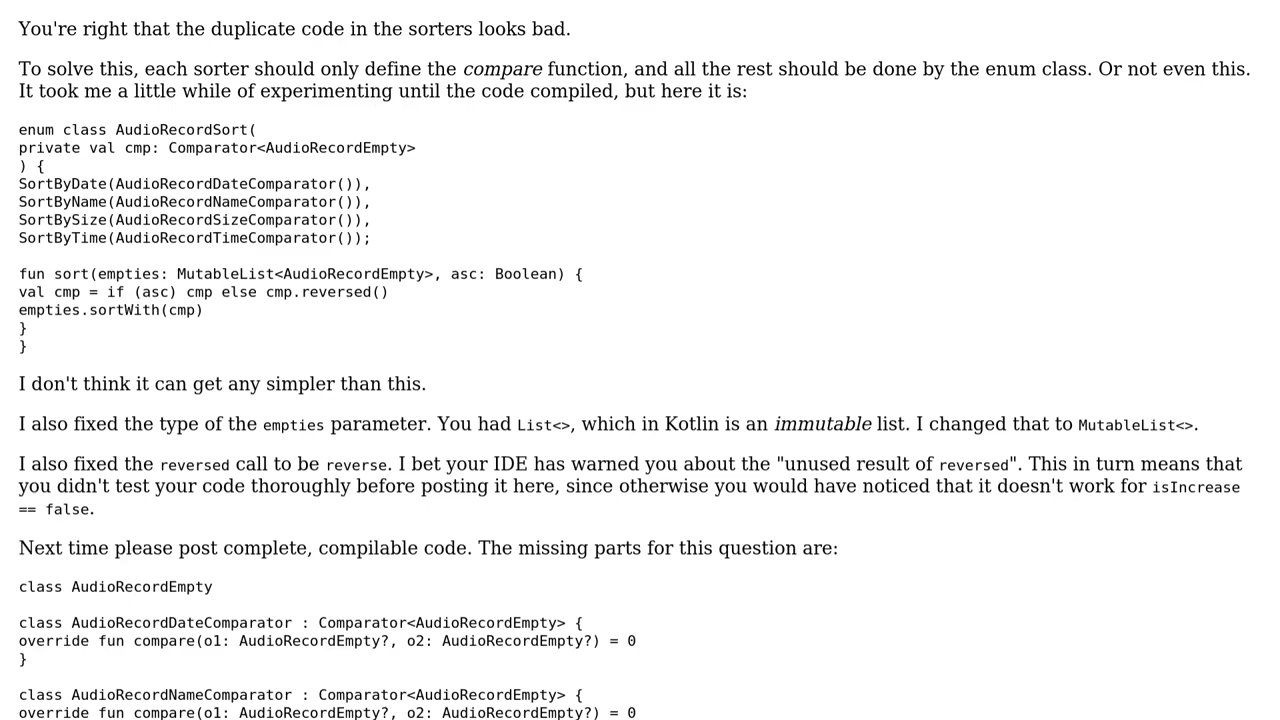 You're right that the duplicate code in the sorters looks bad.
To solve this, each sorter should only define the compare function, and all the rest should be done by the enum class. Or not even this.
It took me a little while of experimenting until the code compiled, but here it is:
enum class AudioRecordSort(
private val cmp: Comparator<AudioRecordEmpty>
) {
SortByDate(AudioRecordDateComparator()),
SortByName(AudioRecordNameComparator()),
SortBySize(AudioRecordSizeComparator()),
SortByTime(AudioRecordTimeComparator());
fun sort(empties: MutableList<AudioRecordEmpty>, asc: Boolean) {
val cmp = if (asc) cmp else cmp.reversed()
empties.sortWith(cmp)
}
}
I don't think it can get any simpler than this.
I also fixed the type of the empties parameter. You had List<>, which in Kotlin is an immutable list. I changed that to MutableList<>.
I also fixed the reversed call to be reverse. I bet your IDE has warned you about the "unused result of reversed". This in turn means that
you didn't test your code thoroughly before posting it here, since otherwise you would have noticed that it doesn't work for isIncrease
== false.
Next time please post complete, compilable code. The missing parts for this question are:
class AudioRecordEmpty
class AudioRecordDateComparator : Comparator<AudioRecordEmpty> {
override fun compare(o1: AudioRecordEmpty?, o2: AudioRecordEmpty?) = 0
}
class AudioRecordNameComparator : Comparator<AudioRecordEmpty> {
override fun compare(o1: AudioRecordEmpty?, o2: AudioRecordEmpty?) = 0